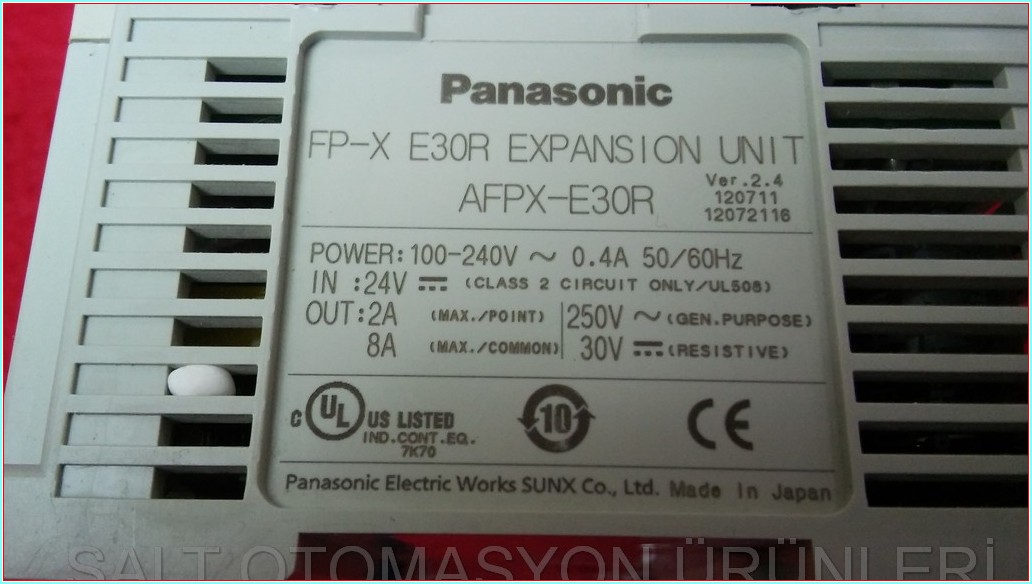 Panasonic
FP-X E30R EXPANSION UNIT
AFPX-E30R
Ver.2.4
120711
12072116
POWER:100-240V ~ 0.4A 50/60Hz
IN :24V ⎓ (CLASS 2 CIRCUIT ONLY/UL508)
OUT:2A (MAX./POINT) 250V ~ (GEN.PURPOSE)
8A (MAX./COMMON) 30V ⎓ (RESISTIVE)
C UL US LISTED
IND.CONT.EQ.
7K70
10
CE
Panasonic Electric Works SUNX Co., Ltd. Made in Japan
SALT OTOMASYON ÜRÜNLERİ